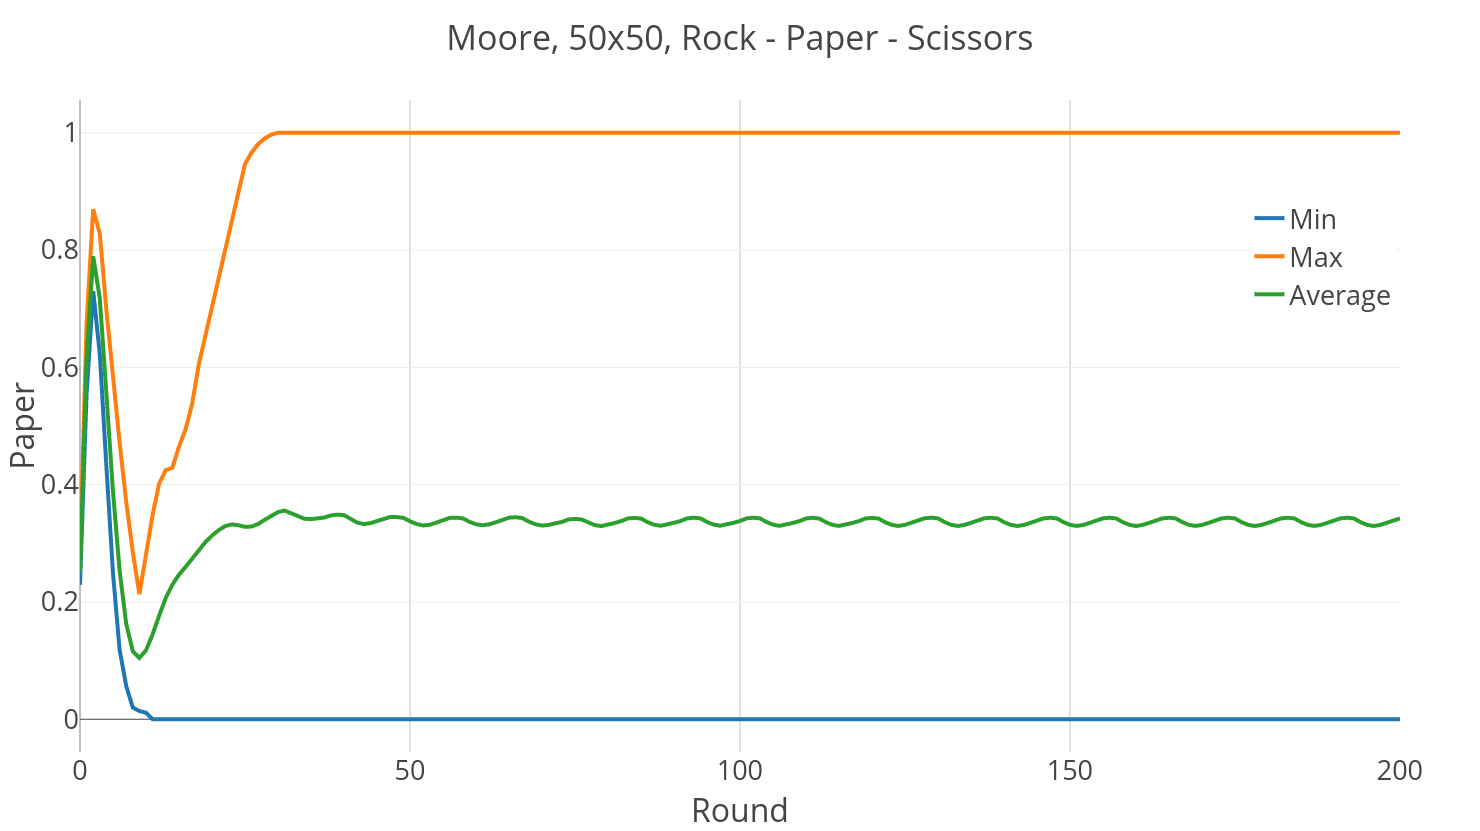 Moore, 50x50, Rock - Paper - Scissors
1
0.8
0.6
0.4
0.2
0
Paper
Min
Max
Average
0 50 100 150 200
Round